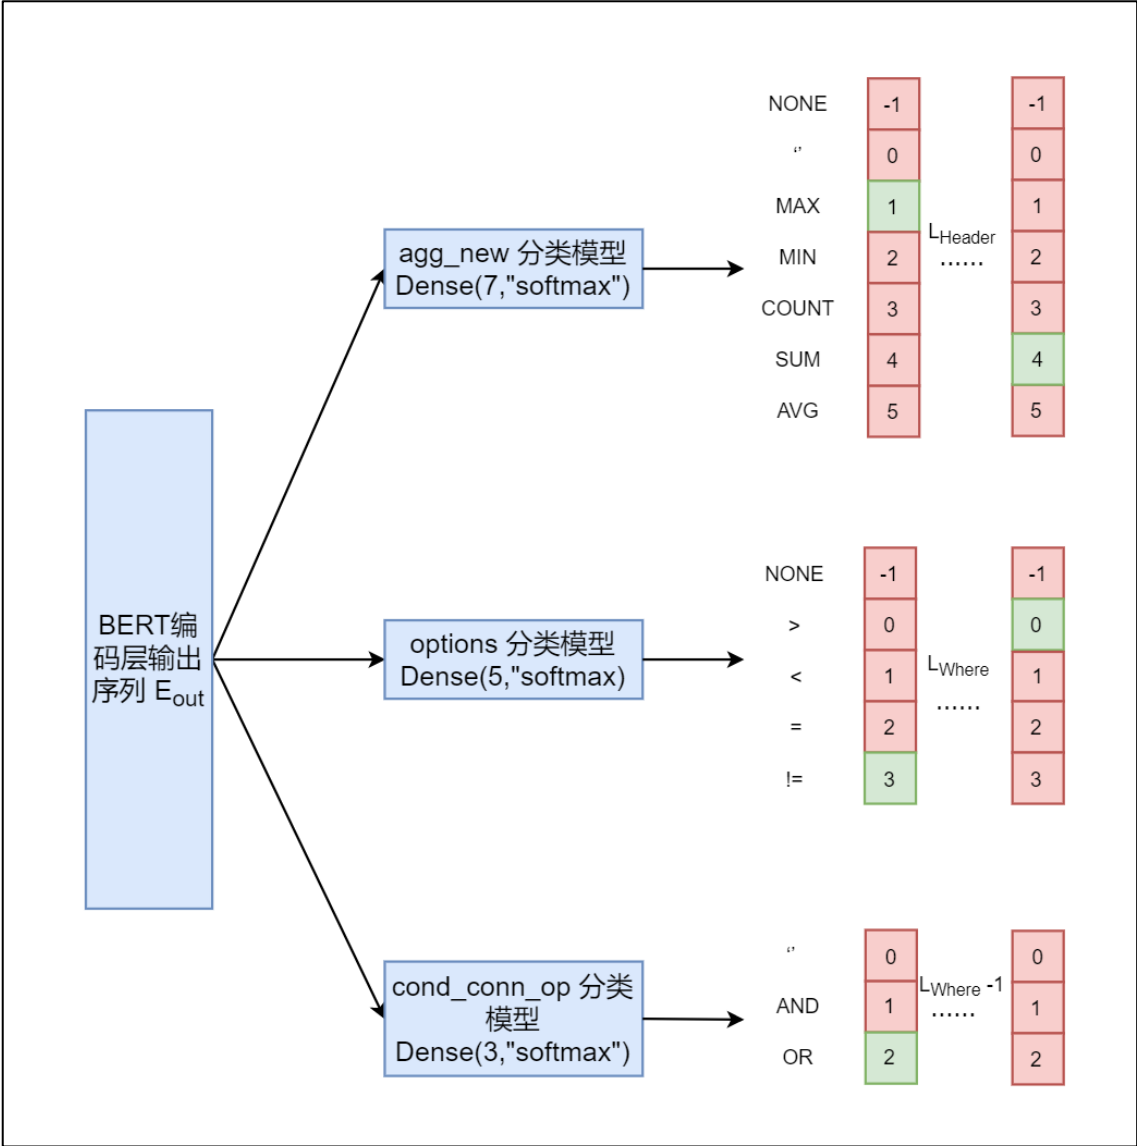 BERT编
码层输出
序列 Eout
agg_new 分类模型
Dense(7,"softmax")
NONE -1 -1
‘’ 0 0
MAX 1 1
LHeader
MIN 2 …… 2
COUNT 3 3
SUM 4 4
AVG 5 5
options 分类模型
Dense(5,"softmax)
NONE -1 -1
> 0 0
LWhere
< 1 1
……
= 2 2
!= 3 3
cond_conn_op 分类
模型
Dense(3,"softmax")
‘’ 0 0
LWhere -1
AND 1 …… 1
OR 2 2